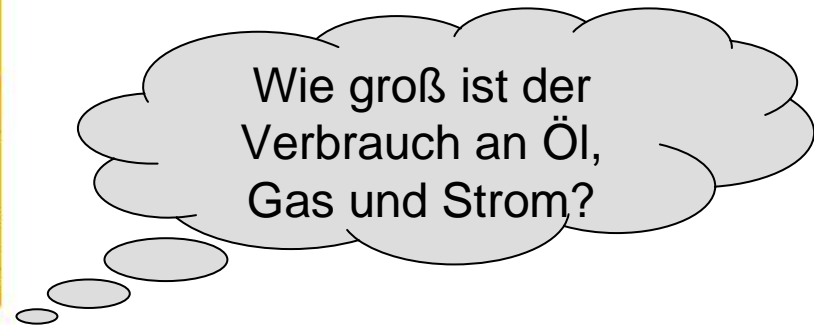 Wie groß ist der
Verbrauch an Öl,
Gas und Strom?